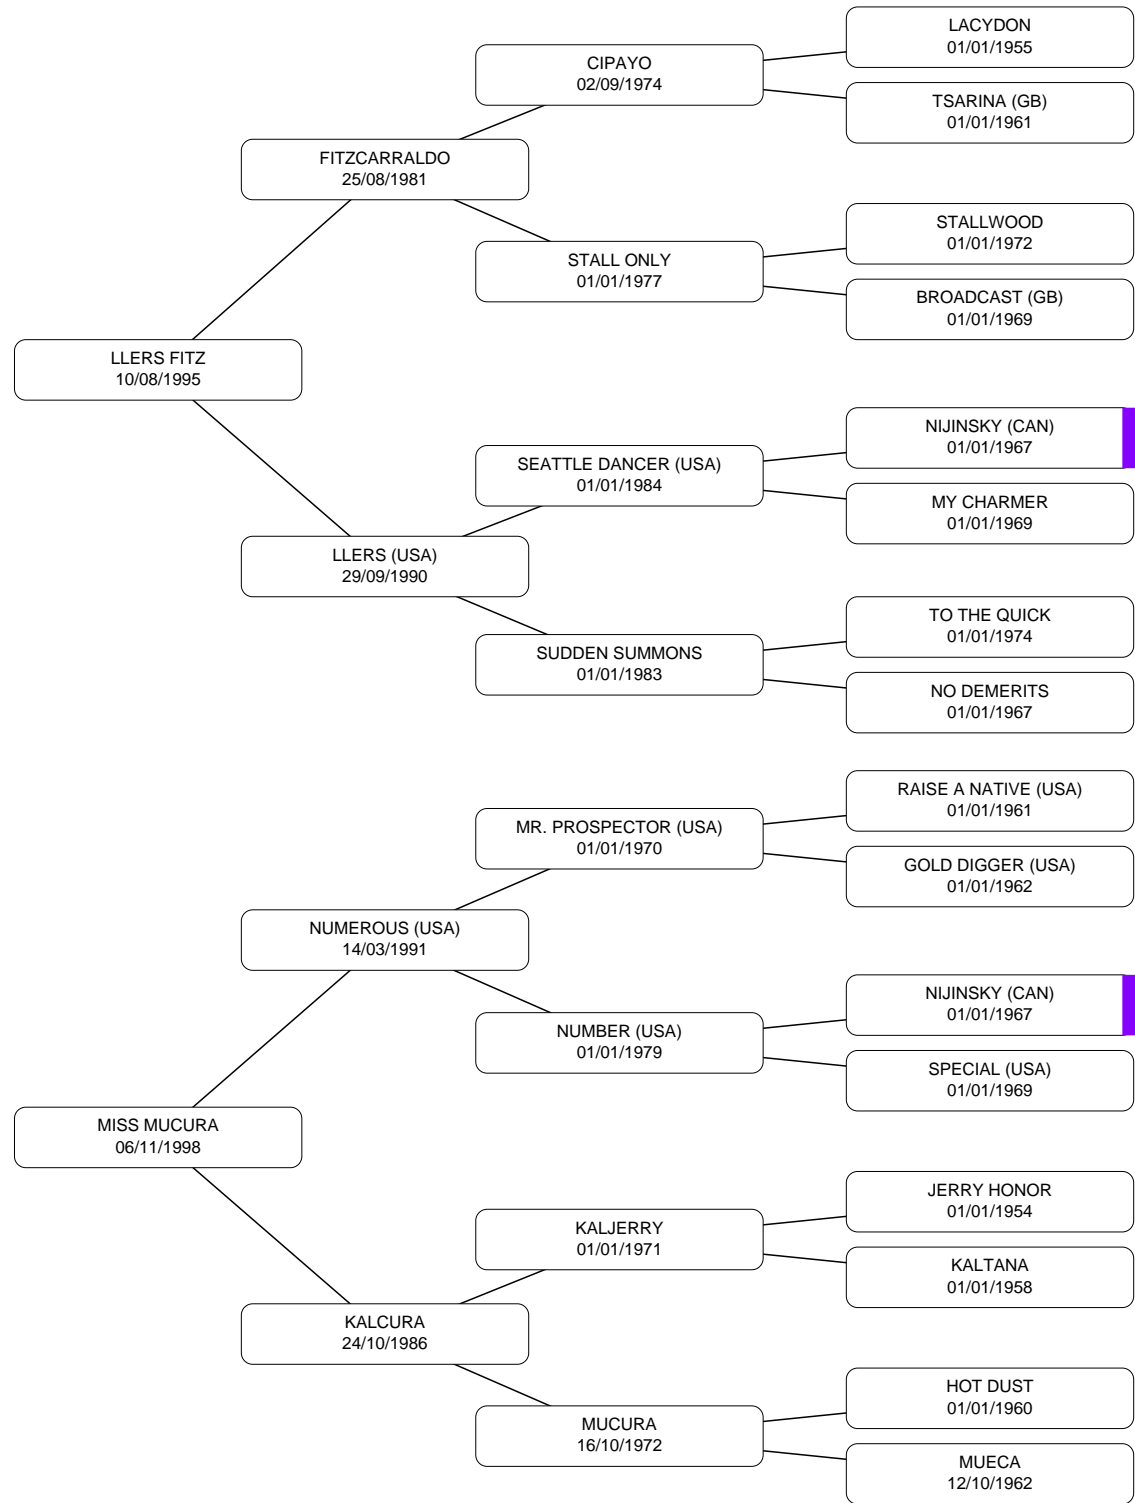 LACYDON
01/01/1955
CIPAYO
02/09/1974
TSARINA (GB)
01/01/1961
FITZCARRALDO
25/08/1981
STALLWOOD
01/01/1972
STALL ONLY
01/01/1977
BROADCAST (GB)
01/01/1969
LLERS FITZ
10/08/1995
NIJINSKY (CAN)
01/01/1967
SEATTLE DANCER (USA)
01/01/1984
MY CHARMER
01/01/1969
LLERS (USA)
29/09/1990
TO THE QUICK
01/01/1974
SUDDEN SUMMONS
01/01/1983
NO DEMERITS
01/01/1967
RAISE A NATIVE (USA)
01/01/1961
MR. PROSPECTOR (USA)
01/01/1970
GOLD DIGGER (USA)
01/01/1962
NUMEROUS (USA)
14/03/1991
NIJINSKY (CAN)
01/01/1967
NUMBER (USA)
01/01/1979
SPECIAL (USA)
01/01/1969
MISS MUCURA
06/11/1998
JERRY HONOR
01/01/1954
KALJERRY
01/01/1971
KALTANA
01/01/1958
KALCURA
24/10/1986
HOT DUST
01/01/1960
MUCURA
16/10/1972
MUECA
12/10/1962